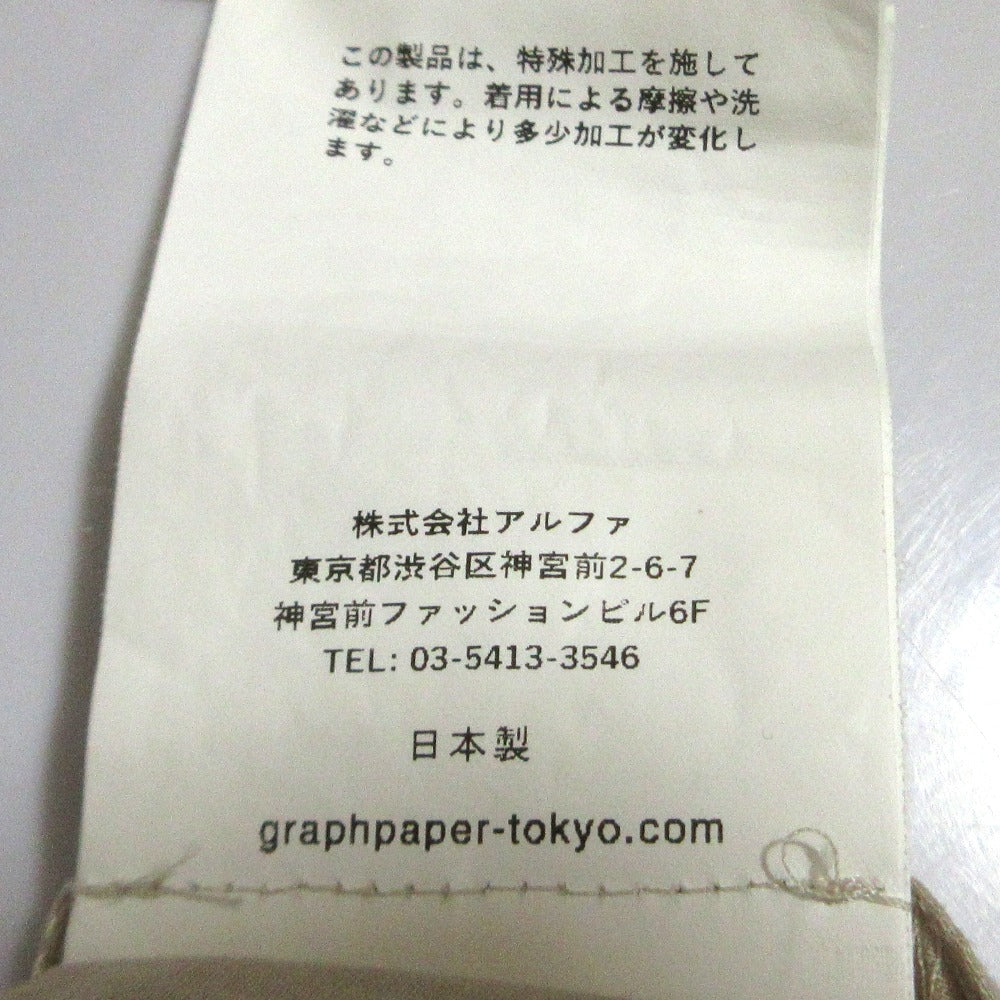 この製品は、特殊加工を施して
あります。着用による摩擦や洗
濯などにより多少加工が変化し
ます。
株式会社アルファ
東京都渋谷区神宮前2-6-7
神宮前ファッションビル6F
TEL: 03-5413-3546
日本製
graphpaper-tokyo.com